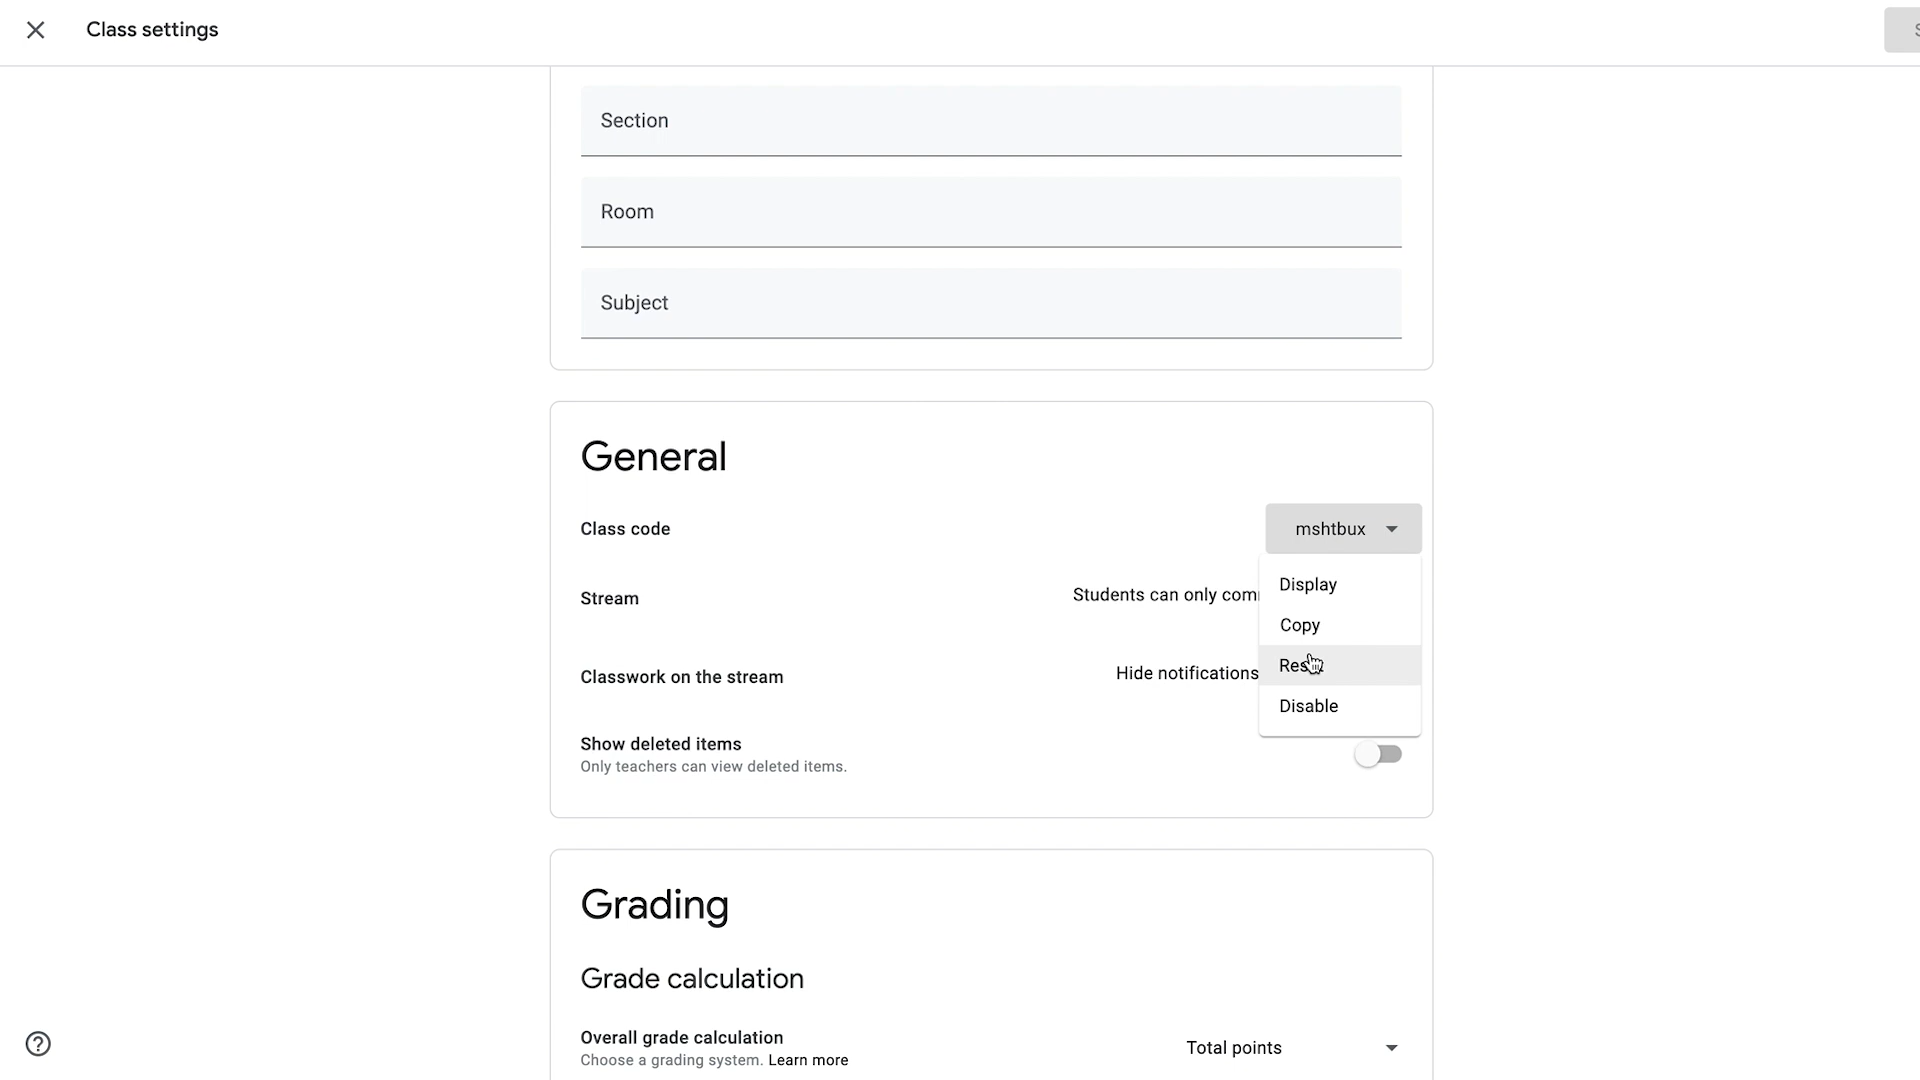 Class settings
Section
Room
Subject
General
Class code
mshtbux
Display
Stream
Students can only
Copy
Classwork on the stream
Hide notifications
Disable
Show deleted items
Only teachers can view deleted items.
Grading
Grade calculation
Overall grade calculation
Choose a grading system. Learn more
Total points